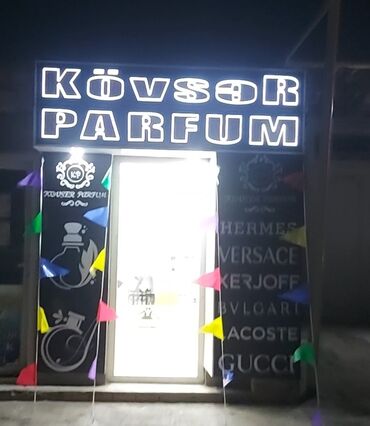 KÖVSƏR
PARFUM
KP
KOVSER PARFUM
HERMES
VERSACE
KERJOFF
BVLGARI
LACOSTE
GUCCI